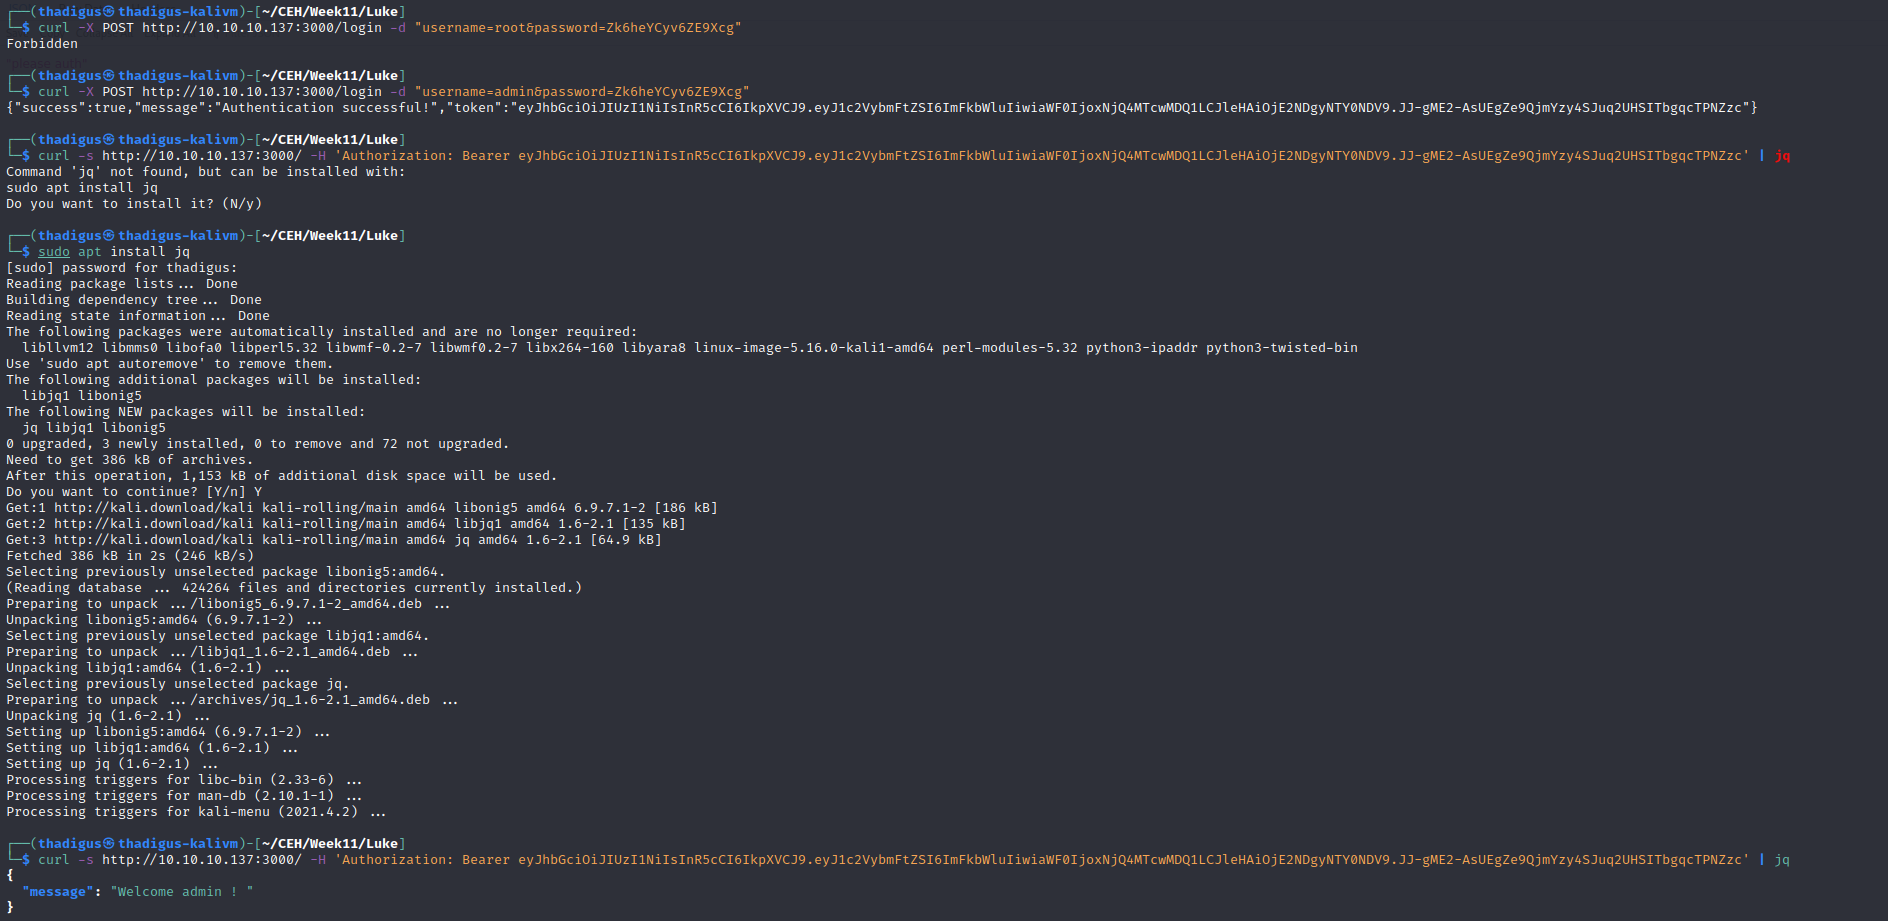 ┌──(thadigus㉿thadigus-kalivm)-[~/CEH/Week11/Luke]
└─$ curl -X POST http://10.10.10.137:3000/login -d "username=root&password=Zk6heYCyv6ZE9Xcg"
Forbidden
┌──(thadigus㉿thadigus-kalivm)-[~/CEH/Week11/Luke]
└─$ curl -X POST http://10.10.10.137:3000/login -d "username=admin&password=Zk6heYCyv6ZE9Xcg"
{"success":true,"message":"Authentication successful!","token":"eyJhbGciOiJIUzI1NiIsInR5cCI6IkpXVCJ9.eyJ1c2VybmFtZSI6ImFkbWluIiwiaWF0IjoxNjQ4MTcwMDQ1LCJleHAiOjE2NDgyNTY0NDV9.JJ-gME2-AsUEgZe9QjmYzy4SJuq2UHSITbgqcTPNZzc"}
┌──(thadigus㉿thadigus-kalivm)-[~/CEH/Week11/Luke]
└─$ curl -s http://10.10.10.137:3000/ -H 'Authorization: Bearer eyJhbGciOiJIUzI1NiIsInR5cCI6IkpXVCJ9.eyJ1c2VybmFtZSI6ImFkbWluIiwiaWF0IjoxNjQ4MTcwMDQ1LCJleHAiOjE2NDgyNTY0NDV9.JJ-gME2-AsUEgZe9QjmYzy4SJuq2UHSITbgqcTPNZzc' | jq
Command 'jq' not found, but can be installed with:
sudo apt install jq
Do you want to install it? (N/y)
┌──(thadigus㉿thadigus-kalivm)-[~/CEH/Week11/Luke]
└─$ sudo apt install jq
[sudo] password for thadigus:
Reading package lists... Done
Building dependency tree... Done
Reading state information... Done
The following packages were automatically installed and are no longer required:
  libllvm12 libmms0 libofa0 libperl5.32 libwmf-0.2-7 libwmf0.2-7 libx264-160 libyara8 linux-image-5.16.0-kali1-amd64 perl-modules-5.32 python3-ipaddr python3-twisted-bin
Use 'sudo apt autoremove' to remove them.
The following additional packages will be installed:
  libjq1 libonig5
The following NEW packages will be installed:
  jq libjq1 libonig5
0 upgraded, 3 newly installed, 0 to remove and 72 not upgraded.
Need to get 386 kB of archives.
After this operation, 1,153 kB of additional disk space will be used.
Do you want to continue? [Y/n] Y
Get:1 http://kali.download/kali kali-rolling/main amd64 libonig5 amd64 6.9.7.1-2 [186 kB]
Get:2 http://kali.download/kali kali-rolling/main amd64 libjq1 amd64 1.6-2.1 [135 kB]
Get:3 http://kali.download/kali kali-rolling/main amd64 jq amd64 1.6-2.1 [64.9 kB]
Fetched 386 kB in 2s (246 kB/s)
Selecting previously unselected package libonig5:amd64.
(Reading database ... 424264 files and directories currently installed.)
Preparing to unpack .../libonig5_6.9.7.1-2_amd64.deb ...
Unpacking libonig5:amd64 (6.9.7.1-2) ...
Selecting previously unselected package libjq1:amd64.
Preparing to unpack .../libjq1_1.6-2.1_amd64.deb ...
Unpacking libjq1:amd64 (1.6-2.1) ...
Selecting previously unselected package jq.
Preparing to unpack .../archives/jq_1.6-2.1_amd64.deb ...
Unpacking jq (1.6-2.1) ...
Setting up libonig5:amd64 (6.9.7.1-2) ...
Setting up libjq1:amd64 (1.6-2.1) ...
Setting up jq (1.6-2.1) ...
Processing triggers for libc-bin (2.33-6) ...
Processing triggers for man-db (2.10.1-1) ...
Processing triggers for kali-menu (2021.4.2) ...
┌──(thadigus㉿thadigus-kalivm)-[~/CEH/Week11/Luke]
└─$ curl -s http://10.10.10.137:3000/ -H 'Authorization: Bearer eyJhbGciOiJIUzI1NiIsInR5cCI6IkpXVCJ9.eyJ1c2VybmFtZSI6ImFkbWluIiwiaWF0IjoxNjQ4MTcwMDQ1LCJleHAiOjE2NDgyNTY0NDV9.JJ-gME2-AsUEgZe9QjmYzy4SJuq2UHSITbgqcTPNZzc' | jq
{
  "message": "Welcome admin ! "
}